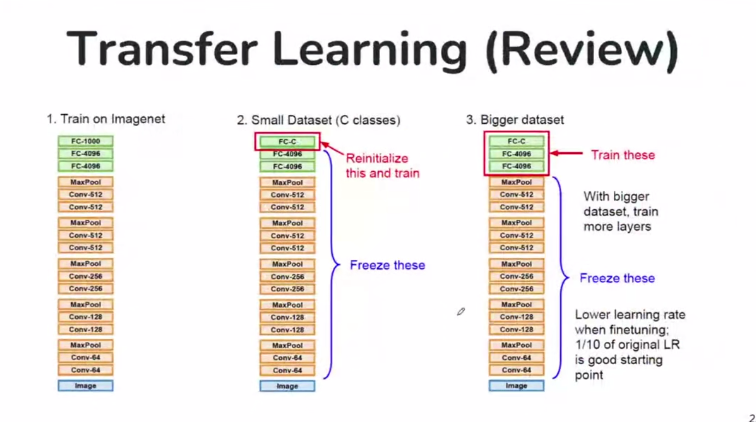 Transfer Learning (Review)
1. Train on Imagenet
FC-1000
FC-4096
FC-4096
MaxPool
Conv-512
Conv-512
MaxPool
Conv-512
Conv-512
MaxPool
Conv-256
Conv-256
MaxPool
Conv-128
Conv-128
MaxPool
Conv-64
Conv-64
Image
2. Small Dataset (C classes)
FC-C
FC-4096
FC-4096
MaxPool
Conv-512
Conv-512
MaxPool
Conv-512
Conv-512
MaxPool
Conv-256
Conv-256
MaxPool
Conv-128
Conv-128
MaxPool
Conv-64
Conv-64
Image
Reinitialize
this and train
Freeze these
3. Bigger dataset
FC-C
FC-4096
FC-4096
MaxPool
Conv-512
Conv-512
MaxPool
Conv-512
Conv-512
MaxPool
Conv-256
Conv-256
MaxPool
Conv-128
Conv-128
MaxPool
Conv-64
Conv-64
Image
Train these
With bigger
dataset, train
more layers
Freeze these
Lower learning rate
when finetuning;
1/10 of original LR
is good starting
point
2